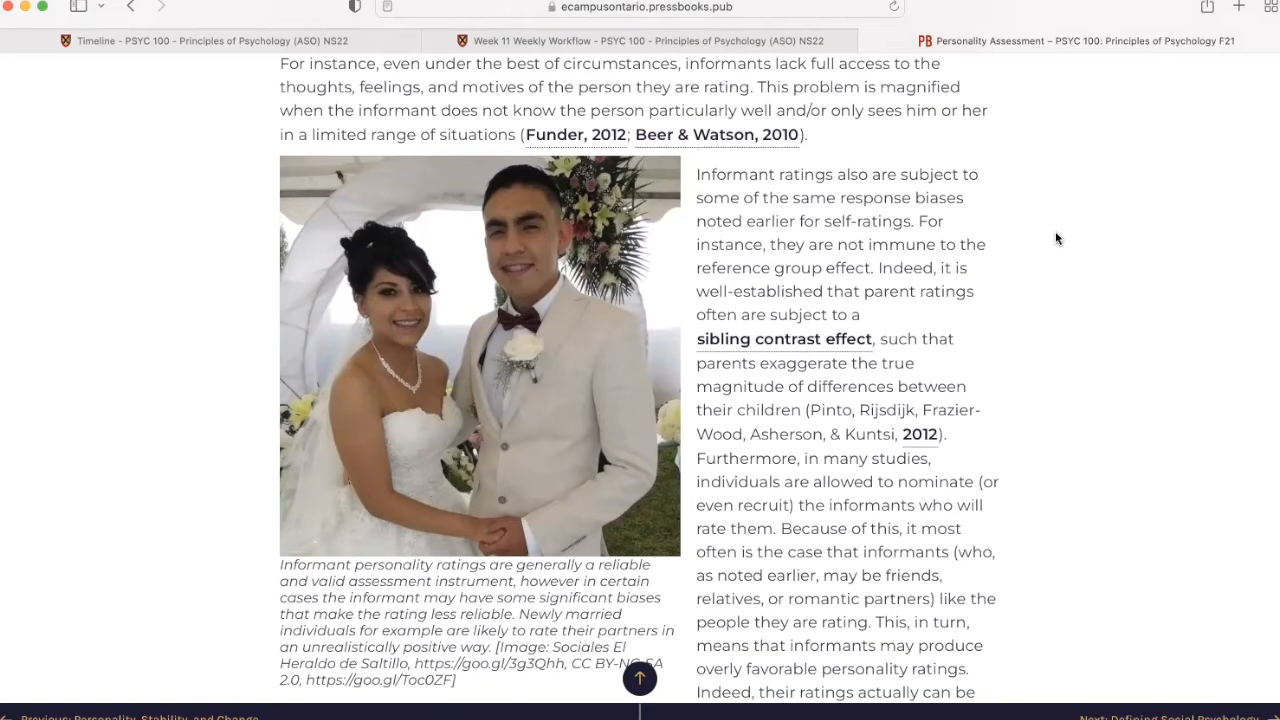 ecampusontario.pressbooks.pub
Timeline - PSYC 100 - Principles of Psychology (ASO) NS22
Week 11 Weekly Workflow - PSYC 100 - Principles of Psychology (ASO) NS22
PB Personality Assessment – PSYC 100: Principles of Psychology F21
For instance, even under the best of circumstances, informants lack full access to the
thoughts, feelings, and motives of the person they are rating. This problem is magnified
when the informant does not know the person particularly well and/or only sees him or her
in a limited range of situations (Funder, 2012; Beer & Watson, 2010).
Informant ratings also are subject to
some of the same response biases
noted earlier for self-ratings. For
instance, they are not immune to the
reference group effect. Indeed, it is
well-established that parent ratings
often are subject to a
sibling contrast effect, such that
parents exaggerate the true
magnitude of differences between
their children (Pinto, Rijsdijk, Frazier-
Wood, Asherson, & Kuntsi, 2012).
Furthermore, in many studies,
individuals are allowed to nominate (or
even recruit) the informants who will
rate them. Because of this, it most
often is the case that informants (who,
as noted earlier, may be friends,
relatives, or romantic partners) like the
people they are rating. This, in turn,
means that informants may produce
overly favorable personality ratings.
Indeed, their ratings actually can be
Informant personality ratings are generally a reliable
and valid assessment instrument, however in certain
cases the informant may have some significant biases
that make the rating less reliable. Newly married
individuals for example are likely to rate their partners in
an unrealistically positive way. [Image: Sociales El
Heraldo de Saltillo, https://goo.gl/3g3Qhh, CC BY-NC-SA
2.0, https://goo.gl/Toc0ZF]
← Previous: Personality, Stability, and Change
Next: Defining Social Psychology →